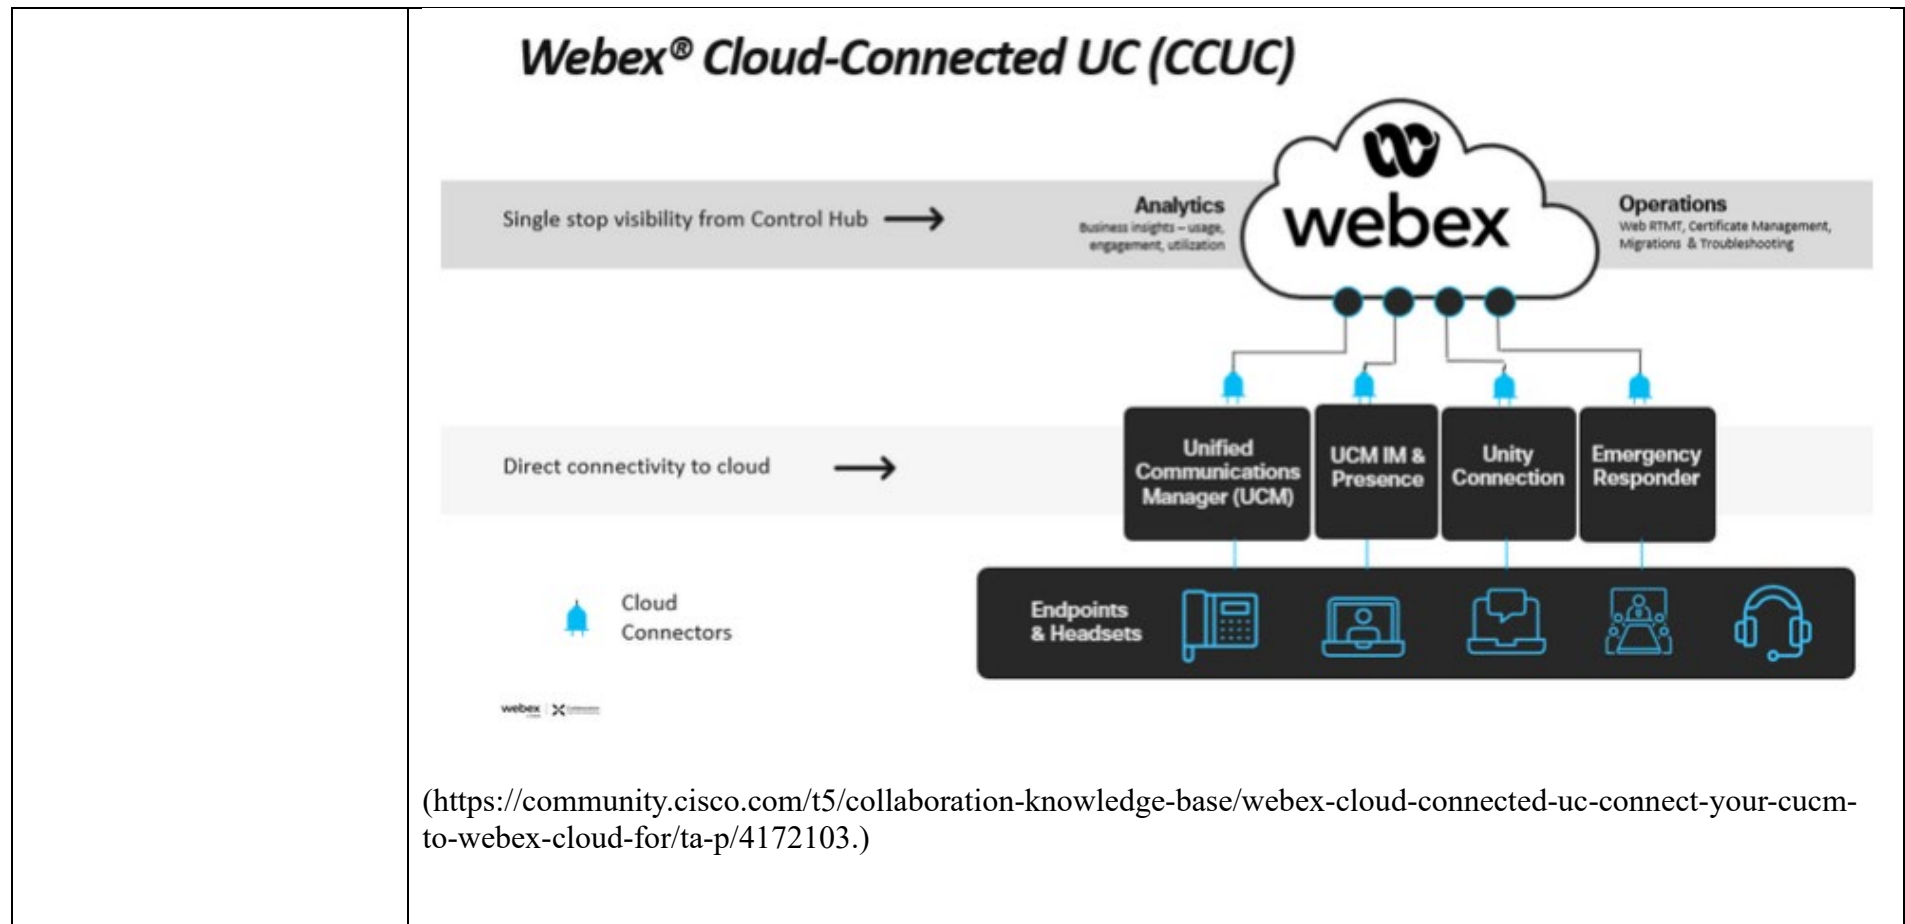 Webex® Cloud-Connected UC (CCUC)
webex
Single stop visibility from Control Hub
Analytics
Business insights – usage,
engagement, utilization
Operations
Web RTMT, Certificate Management,
Migrations & Troubleshooting
Direct connectivity to cloud
Unified
Communications
Manager (UCM)
UCM IM &
Presence
Unity
Connection
Emergency
Responder
Cloud
Connectors
Endpoints
& Headsets
webex
(https://community.cisco.com/t5/collaboration-knowledge-base/webex-cloud-connected-uc-connect-your-cucm-
to-webex-cloud-for/ta-p/4172103.)